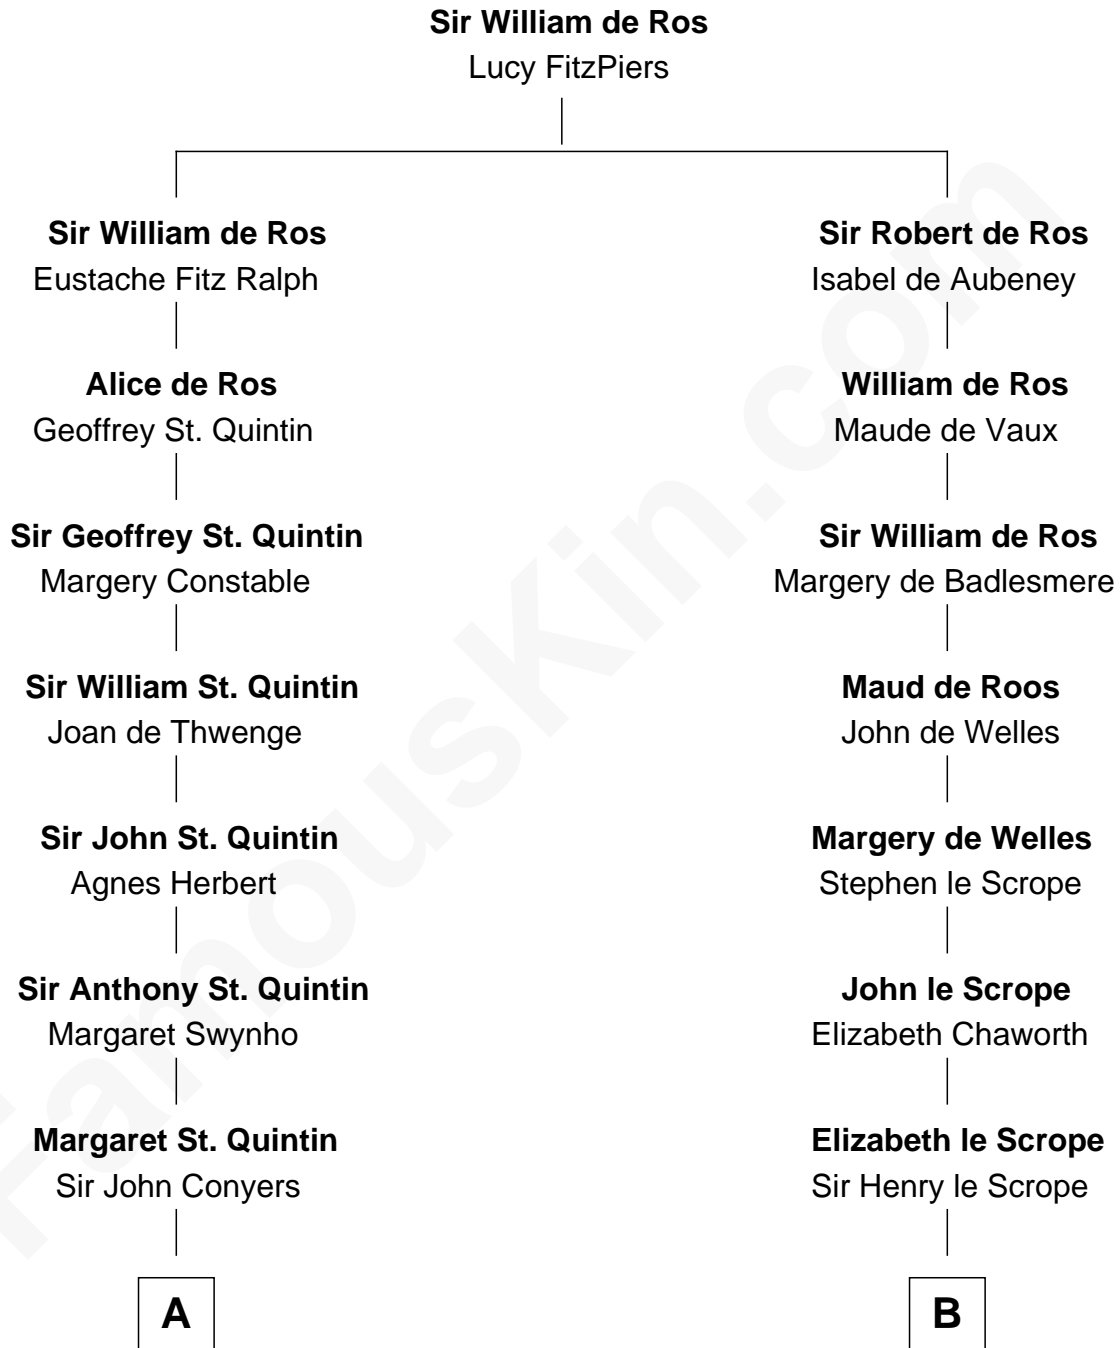 Sir William de Ros
Lucy FitzPiers
Sir William de Ros
Eustache Fitz Ralph
Alice de Ros
Geoffrey St. Quintin
Sir Geoffrey St. Quintin
Margery Constable
Sir William St. Quintin
Joan de Thwenge
Sir John St. Quintin
Agnes Herbert
Sir Anthony St. Quintin
Margaret Swynho
Margaret St. Quintin
Sir John Conyers
A
Sir Robert de Ros
Isabel de Aubeney
William de Ros
Maude de Vaux
Sir William de Ros
Margery de Badlesmere
Maud de Roos
John de Welles
Margery de Welles
Stephen le Scrope
John le Scrope
Elizabeth Chaworth
Elizabeth le Scrope
Sir Henry le Scrope
B
FamousKin.com